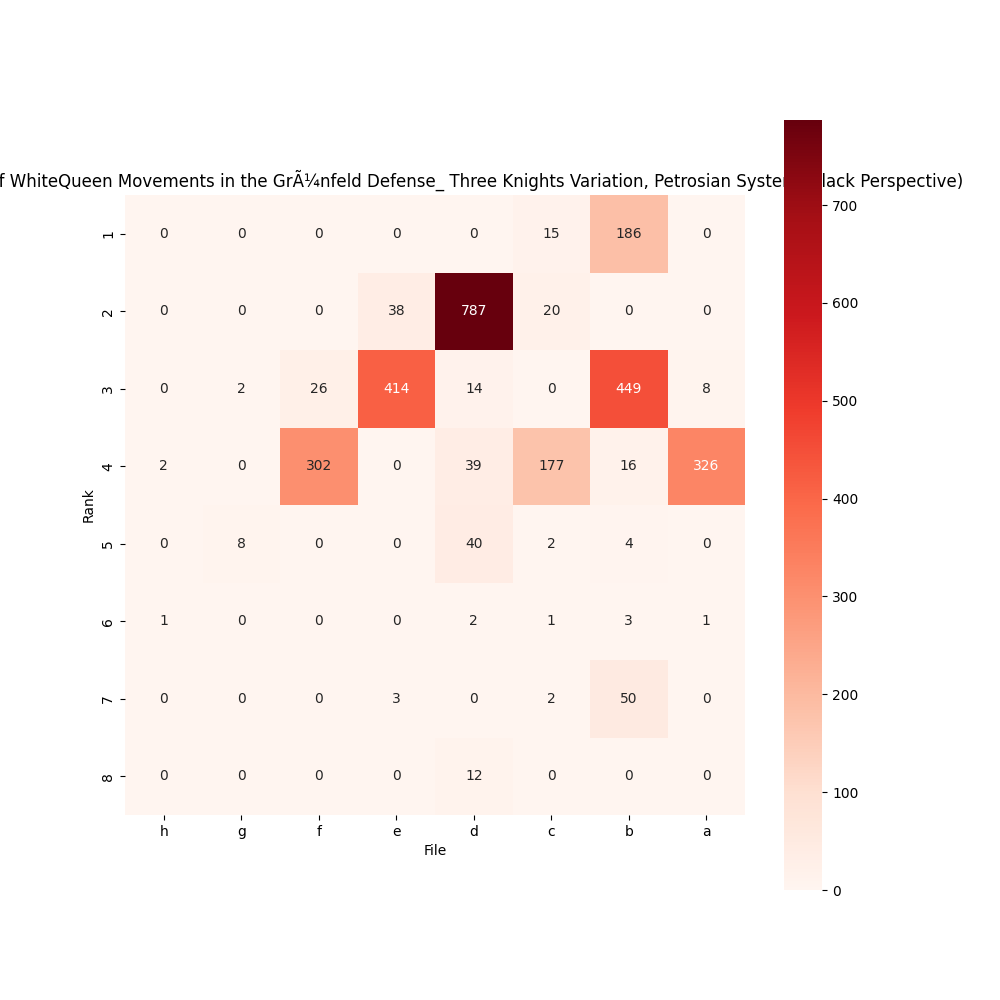 f WhiteQueen Movements in the GrÃ¼nfeld Defense_ Three Knights Variation, Petrosian System lack Perspective)
700
1 0 0 0 0 0 15 186 0
600
2 0 0 0 38 787 20 0 0
500
3 0 2 26 414 14 0 449 8
400
4 2 0 302 0 39 177 16 326
Rank
300
5 0 8 0 0 40 2 4 0
6 1 0 0 0 2 1 3 1
200
7 0 0 0 3 0 2 50 0
100
8 0 0 0 0 12 0 0 0
h g f e d c b a
File
0